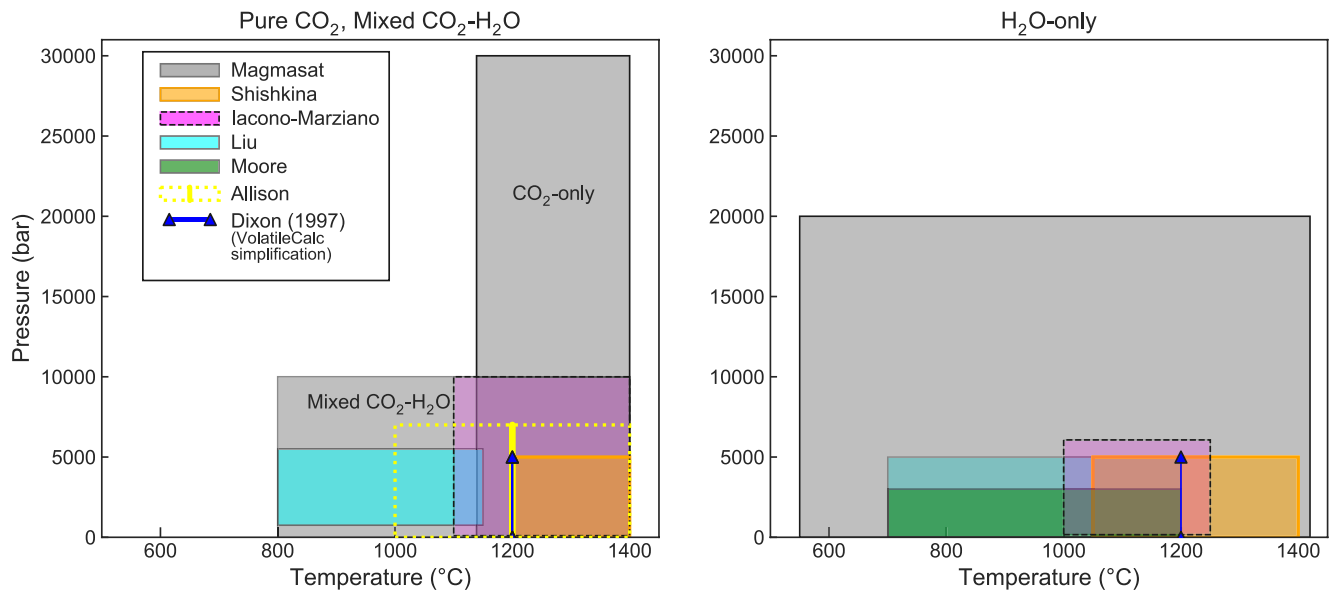 Pure CO₂, Mixed CO₂-H₂O
30000
25000
20000
15000
10000
5000
0
Pressure (bar)
Magmasat
Shishkina
Iacono-Marziano
Liu
Moore
Allison
Dixon (1997)
(VolatileCalc
simplification)
CO₂-only
Mixed CO₂-H₂O
600 800 1000 1200 1400
Temperature (°C)
H₂O-only
30000
25000
20000
15000
10000
5000
0
600 800 1000 1200 1400
Temperature (°C)